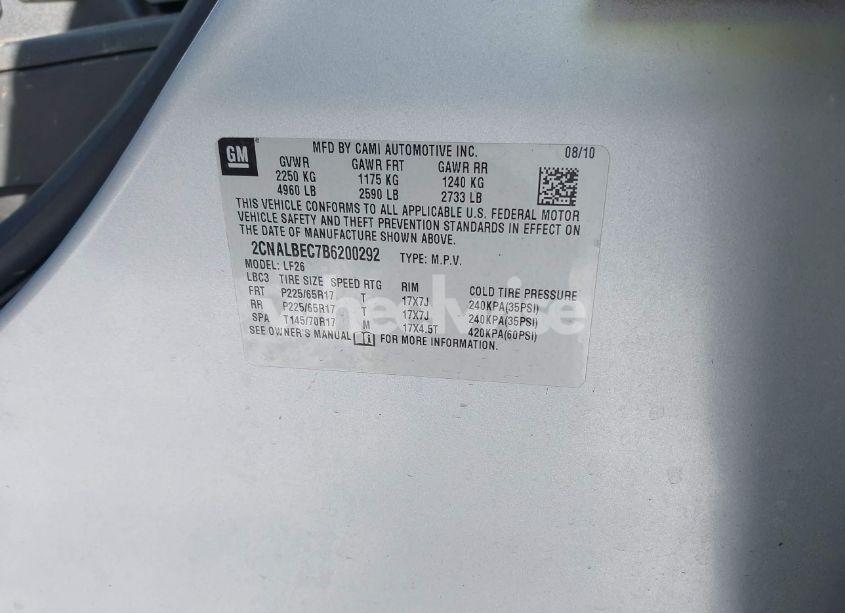 GM
MFD BY CAMI AUTOMOTIVE INC. 08/10
GVWR GAWR FRT GAWR RR
2250 KG 1175 KG 1240 KG
4960 LB 2590 LB 2733 LB
THIS VEHICLE CONFORMS TO ALL APPLICABLE U.S. FEDERAL MOTOR
VEHICLE SAFETY AND THEFT PREVENTION STANDARDS IN EFFECT ON
THE DATE OF MANUFACTURE SHOWN ABOVE.
2CNALBEC7B6200292 TYPE: M.P.V.
MODEL: LF26
LBC3 TIRE SIZE SPEED RTG RIM COLD TIRE PRESSURE
FRT P225/65R17 T 17X7J 240KPA(35PSI)
RR P225/65R17 T 17X7J 240KPA(35PSI)
SPA T145/70R17 M 17X4.5T 420KPA(60PSI)
SEE OWNER'S MANUAL FOR MORE INFORMATION.